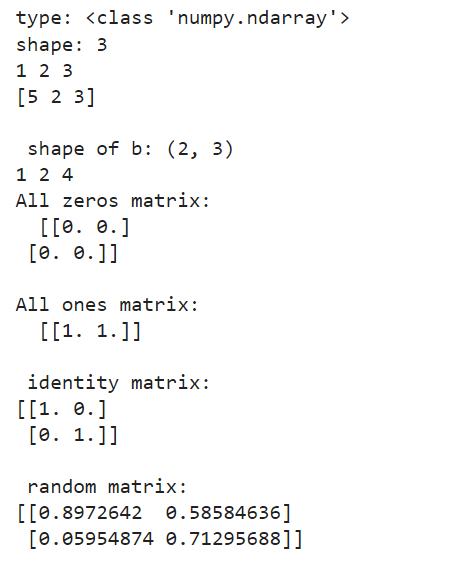 type: <class 'numpy.ndarray'>
shape: 3
1 2 3
[5 2 3]
shape of b: (2, 3)
1 2 4
All zeros matrix:
[[0. 0.]
[0. 0.]]
All ones matrix:
[[1. 1.]]
identity matrix:
[[1. 0.]
[0. 1.]]
random matrix:
[[0.8972642  0.58584636]
[0.05954874 0.71295688]]